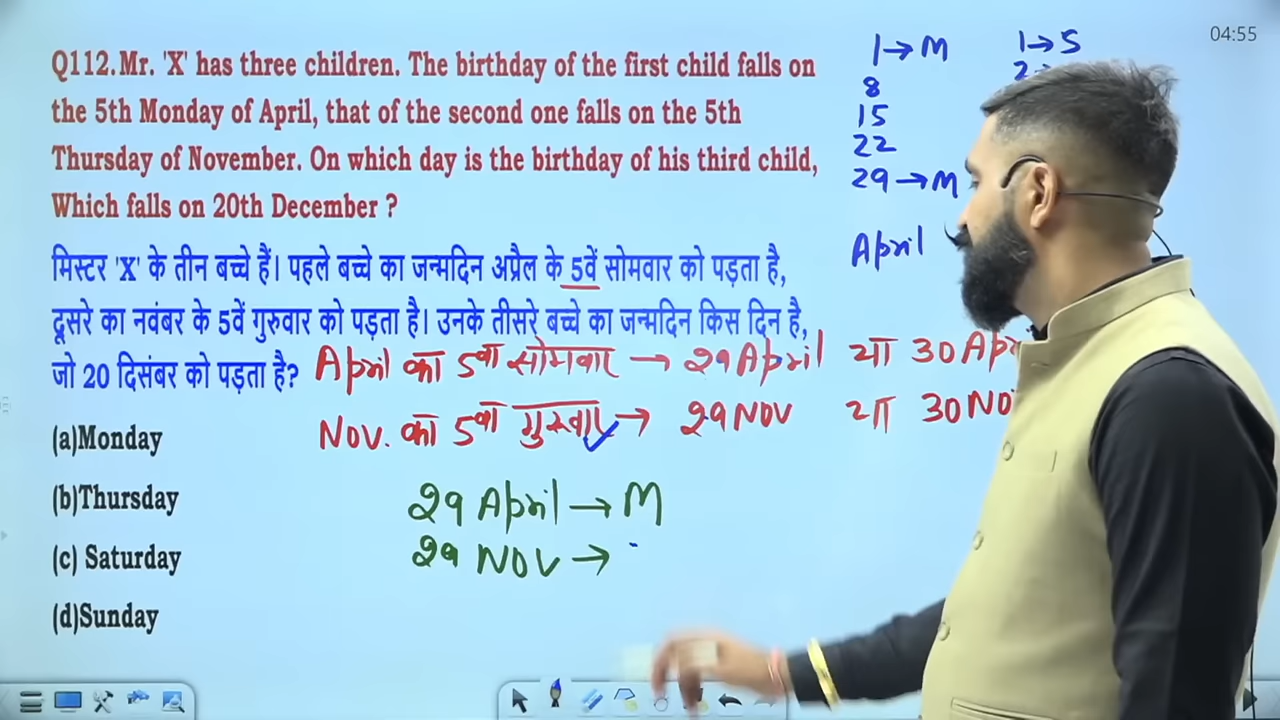 04:55
Q112.Mr. 'X' has three children. The birthday of the first child falls on
the 5th Monday of April, that of the second one falls on the 5th
Thursday of November. On which day is the birthday of his third child,
Which falls on 20th December ?
मिस्टर 'X' के तीन बच्चे हैं। पहले बच्चे का जन्मदिन अप्रैल के 5वें सोमवार को पड़ता है,
दूसरे का नवंबर के 5वें गुरुवार को पड़ता है। उनके तीसरे बच्चे का जन्मदिन किस दिन है,
जो 20 दिसंबर को पड़ता है?
(a)Monday
(b)Thursday
(c) Saturday
(d)Sunday
1→M
8
15
22
29→M
April
1→S
April का 5वा सोमवार → 29 April या 30
Nov. का 5वा गुरुवार → 29 NOV या 30
29 April → M
29 NOV →